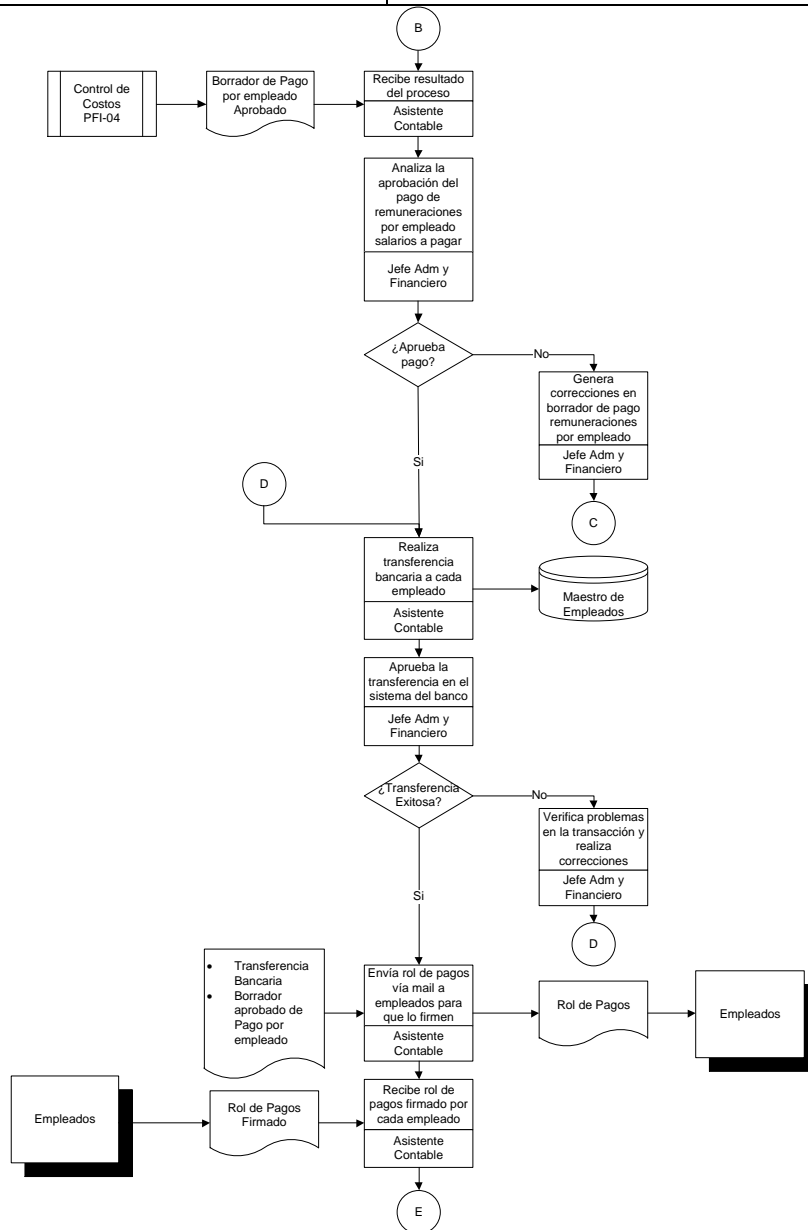 B
Control de
Costos
PFI-04
Borrador de Pago
por empleado
Aprobado
Recibe resultado
del proceso
Asistente
Contable
Analiza la
aprobación del
pago de
remuneraciones
por empleado
salarios a pagar
Jefe Adm y
Financiero
¿Aprueba
pago?
No
Genera
correcciones en
borrador de pago
remuneraciones
por empleado
Jefe Adm y
Financiero
Si
D
C
Realiza
transferencia
bancaria a cada
empleado
Asistente
Contable
Maestro de
Empleados
Aprueba la
transferencia en el
sistema del banco
Jefe Adm y
Financiero
¿Transferencia
Exitosa?
No
Verifica problemas
en la transacción y
realiza
correcciones
Jefe Adm y
Financiero
Si
D
• Transferencia
Bancaria
• Borrador
aprobado de
Pago por
empleado
Envía rol de pagos
vía mail a
empleados para
que lo firmen
Asistente
Contable
Rol de Pagos
Empleados
Empleados
Rol de Pagos
Firmado
Recibe rol de
pagos firmado por
cada empleado
Asistente
Contable
E